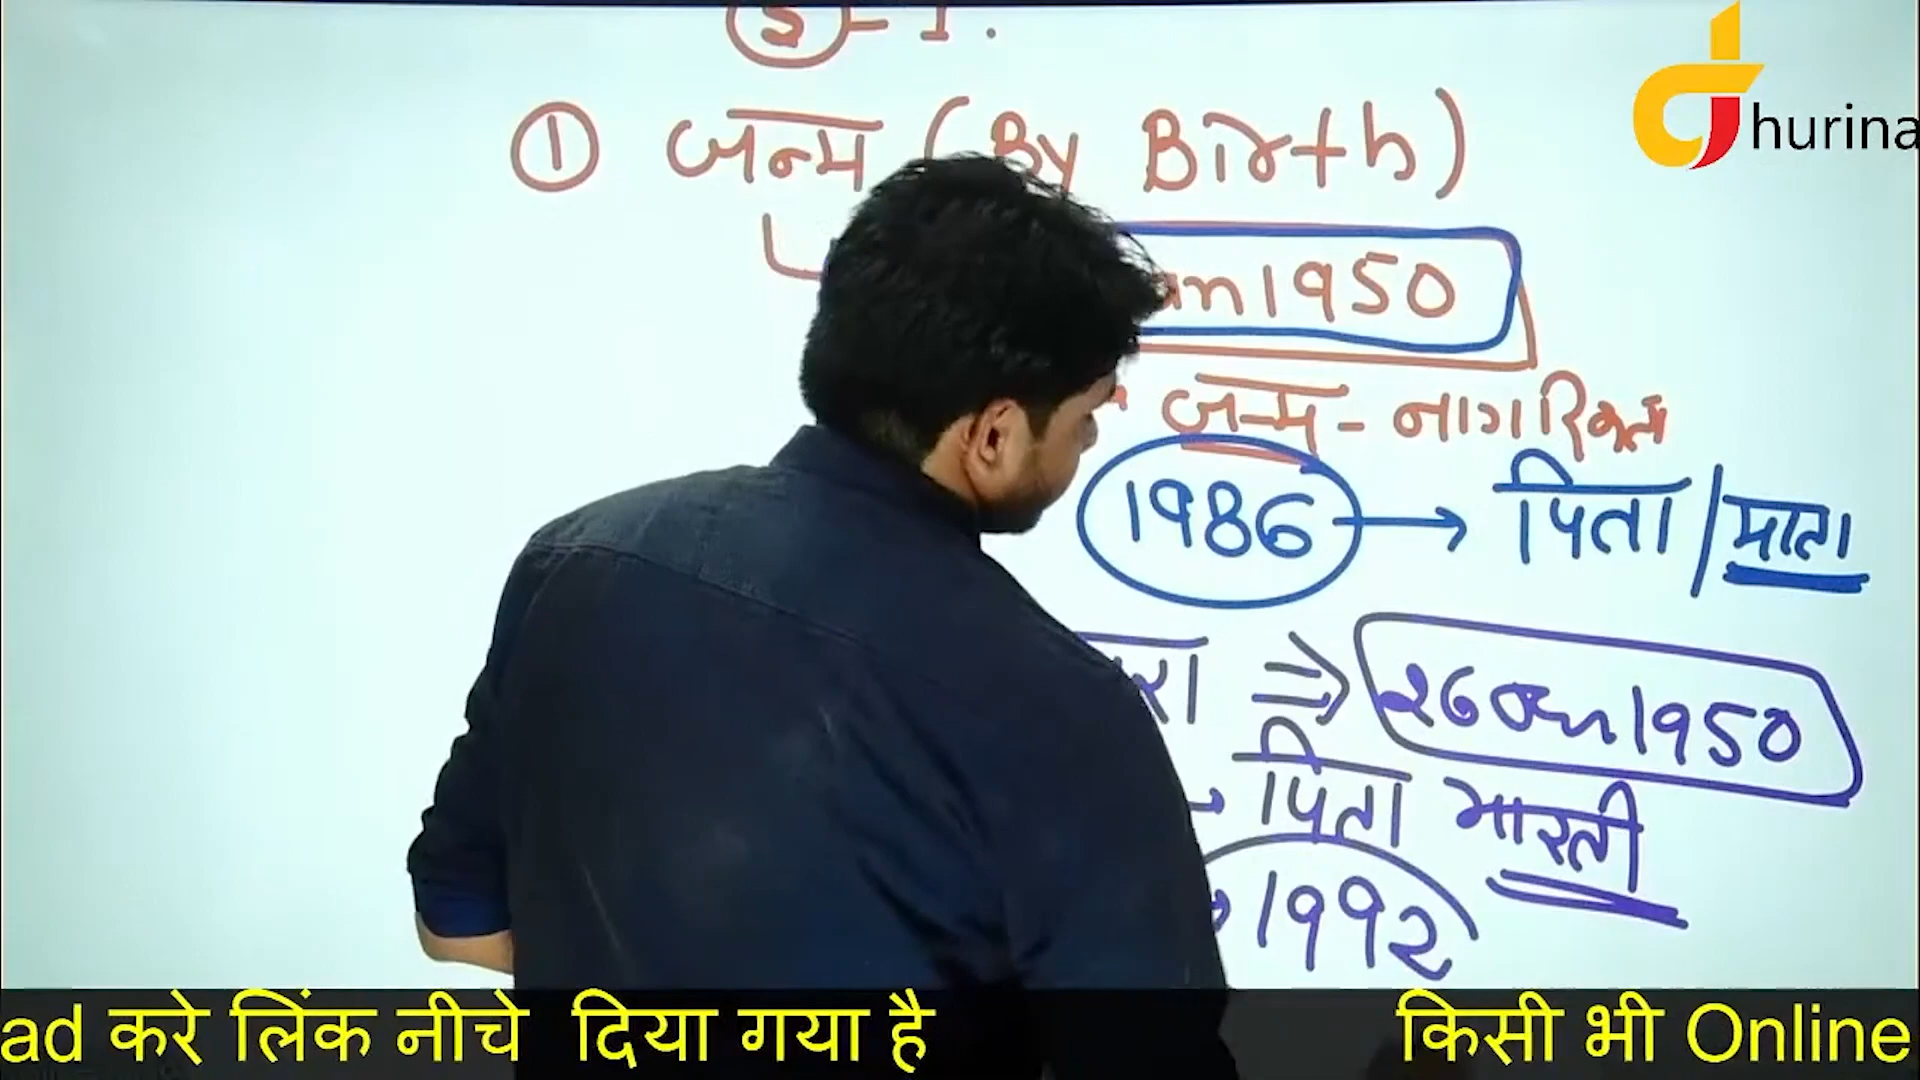 ① जन्म (By Birth)
1950
जन्म - नागरिकता
1986 → पिता / माता
⇒ 26 Jan 1950
→ पिता भारती
→ 1992
hurina
ad करे लिंक नीचे दिया गया है
किसी भी Online